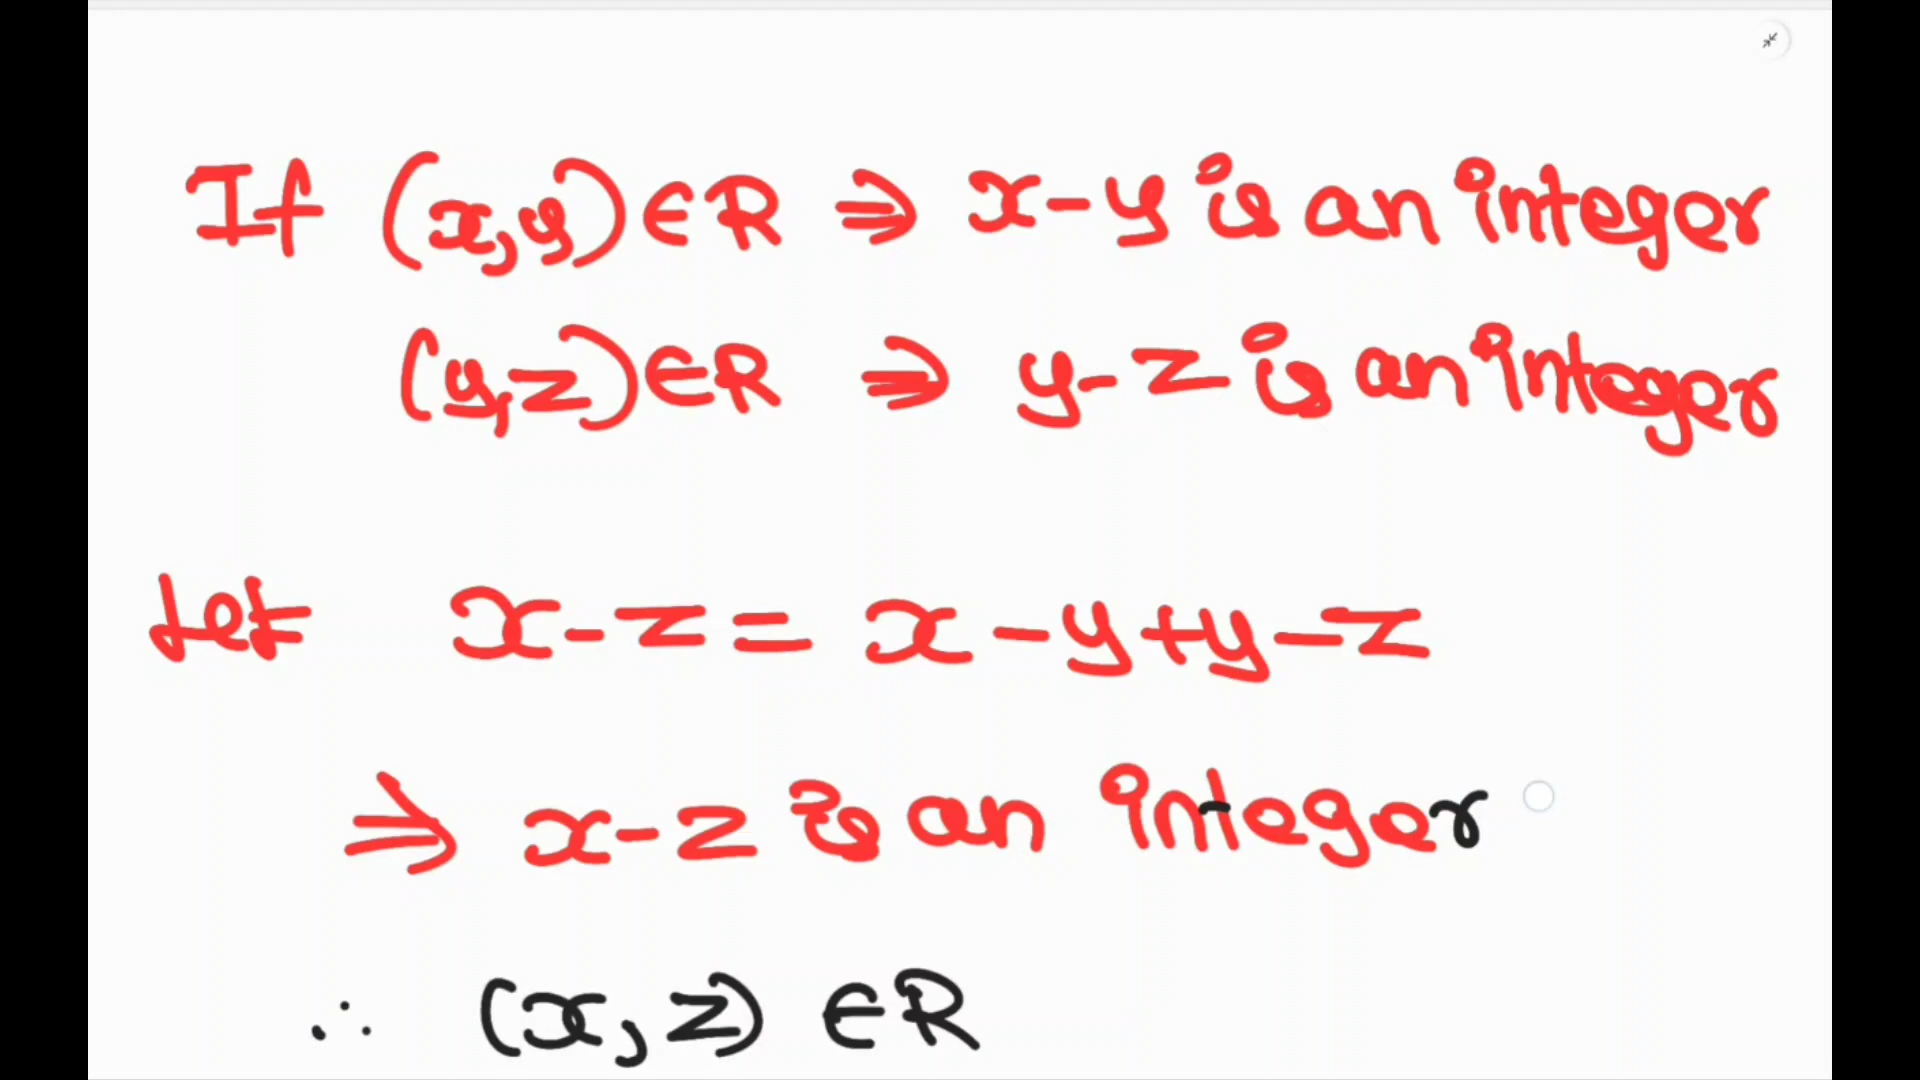 If (x,y)∈R ⇒ x-y is an integer
(y,z)∈R ⇒ y-z is an integer
Let x-z = x-y+y-z
⇒ x-z is an integer
∴ (x,z) ∈R